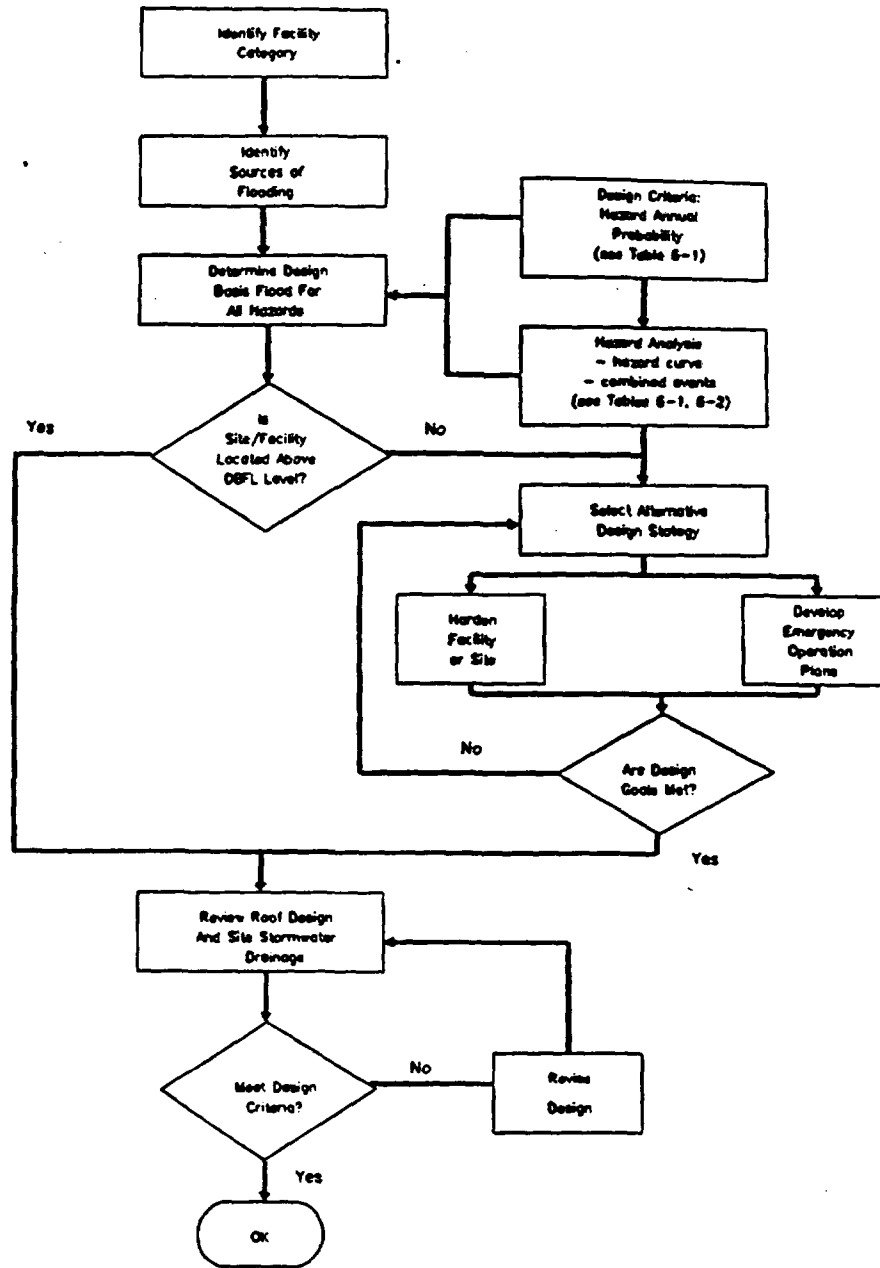 Identify Facility
Category
Identify
Sources of
Flooding
Design Criteria:
Hazard Annual
Probability
(see Table 6-1)
Determine Design
Basis Flood For
All Hazards
Hazard Analysis
- hazard curve
- combined events
(see Tables 6-1, 6-2)
Yes
Is
Site/Facility
Located Above
DBFL Level?
No
Select Alternative
Design Stategy
Harden
Facility
or Site
Develop
Emergency
Operation
Plans
No
Are Design
Goals Met?
Yes
Review Roof Design
And Site Stormwater
Drainage
Meet Design
Criteria?
No
Design
Yes
OK